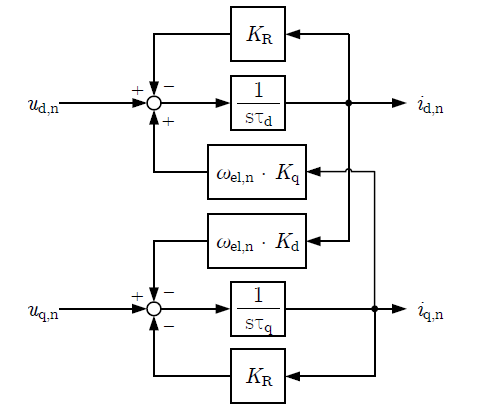 K_R
+ −
u_d,n 1/sτ_d i_d,n
+
ω_el,n · K_q
ω_el,n · K_d
+ −
u_q,n 1/sτ_q i_q,n
−
K_R